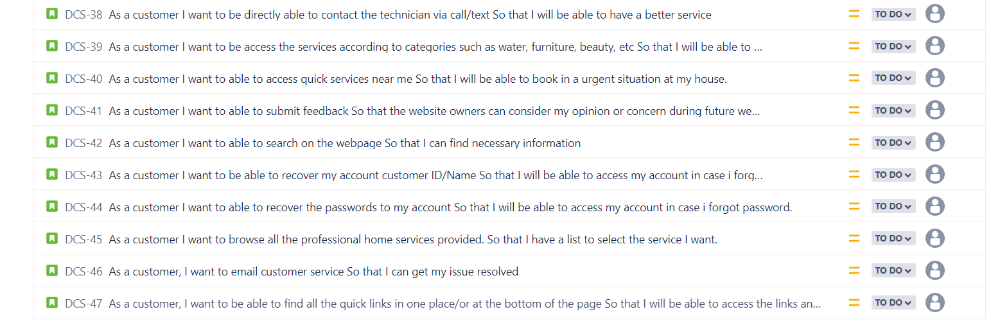 DCS-38 As a customer I want to be directly able to contact the technician via call/text So that I will be able to have a better service TO DO
DCS-39 As a customer I want to be access the services according to categories such as water, furniture, beauty, etc So that I will be able to ... TO DO
DCS-40 As a customer I want to able to access quick services near me So that I will be able to book in a urgent situation at my house. TO DO
DCS-41 As a customer I want to able to submit feedback So that the website owners can consider my opinion or concern during future we... TO DO
DCS-42 As a customer I want to able to search on the webpage So that I can find necessary information TO DO
DCS-43 As a customer I want to be able to recover my account customer ID/Name So that I will be able to access my account in case i forg... TO DO
DCS-44 As a customer I want to able to recover the passwords to my account So that I will be able to access my account in case i forgot password. TO DO
DCS-45 As a customer I want to browse all the professional home services provided. So that I have a list to select the service I want. TO DO
DCS-46 As a customer, I want to email customer service So that I can get my issue resolved TO DO
DCS-47 As a customer, I want to be able to find all the quick links in one place/or at the bottom of the page So that I will be able to access the links an... TO DO